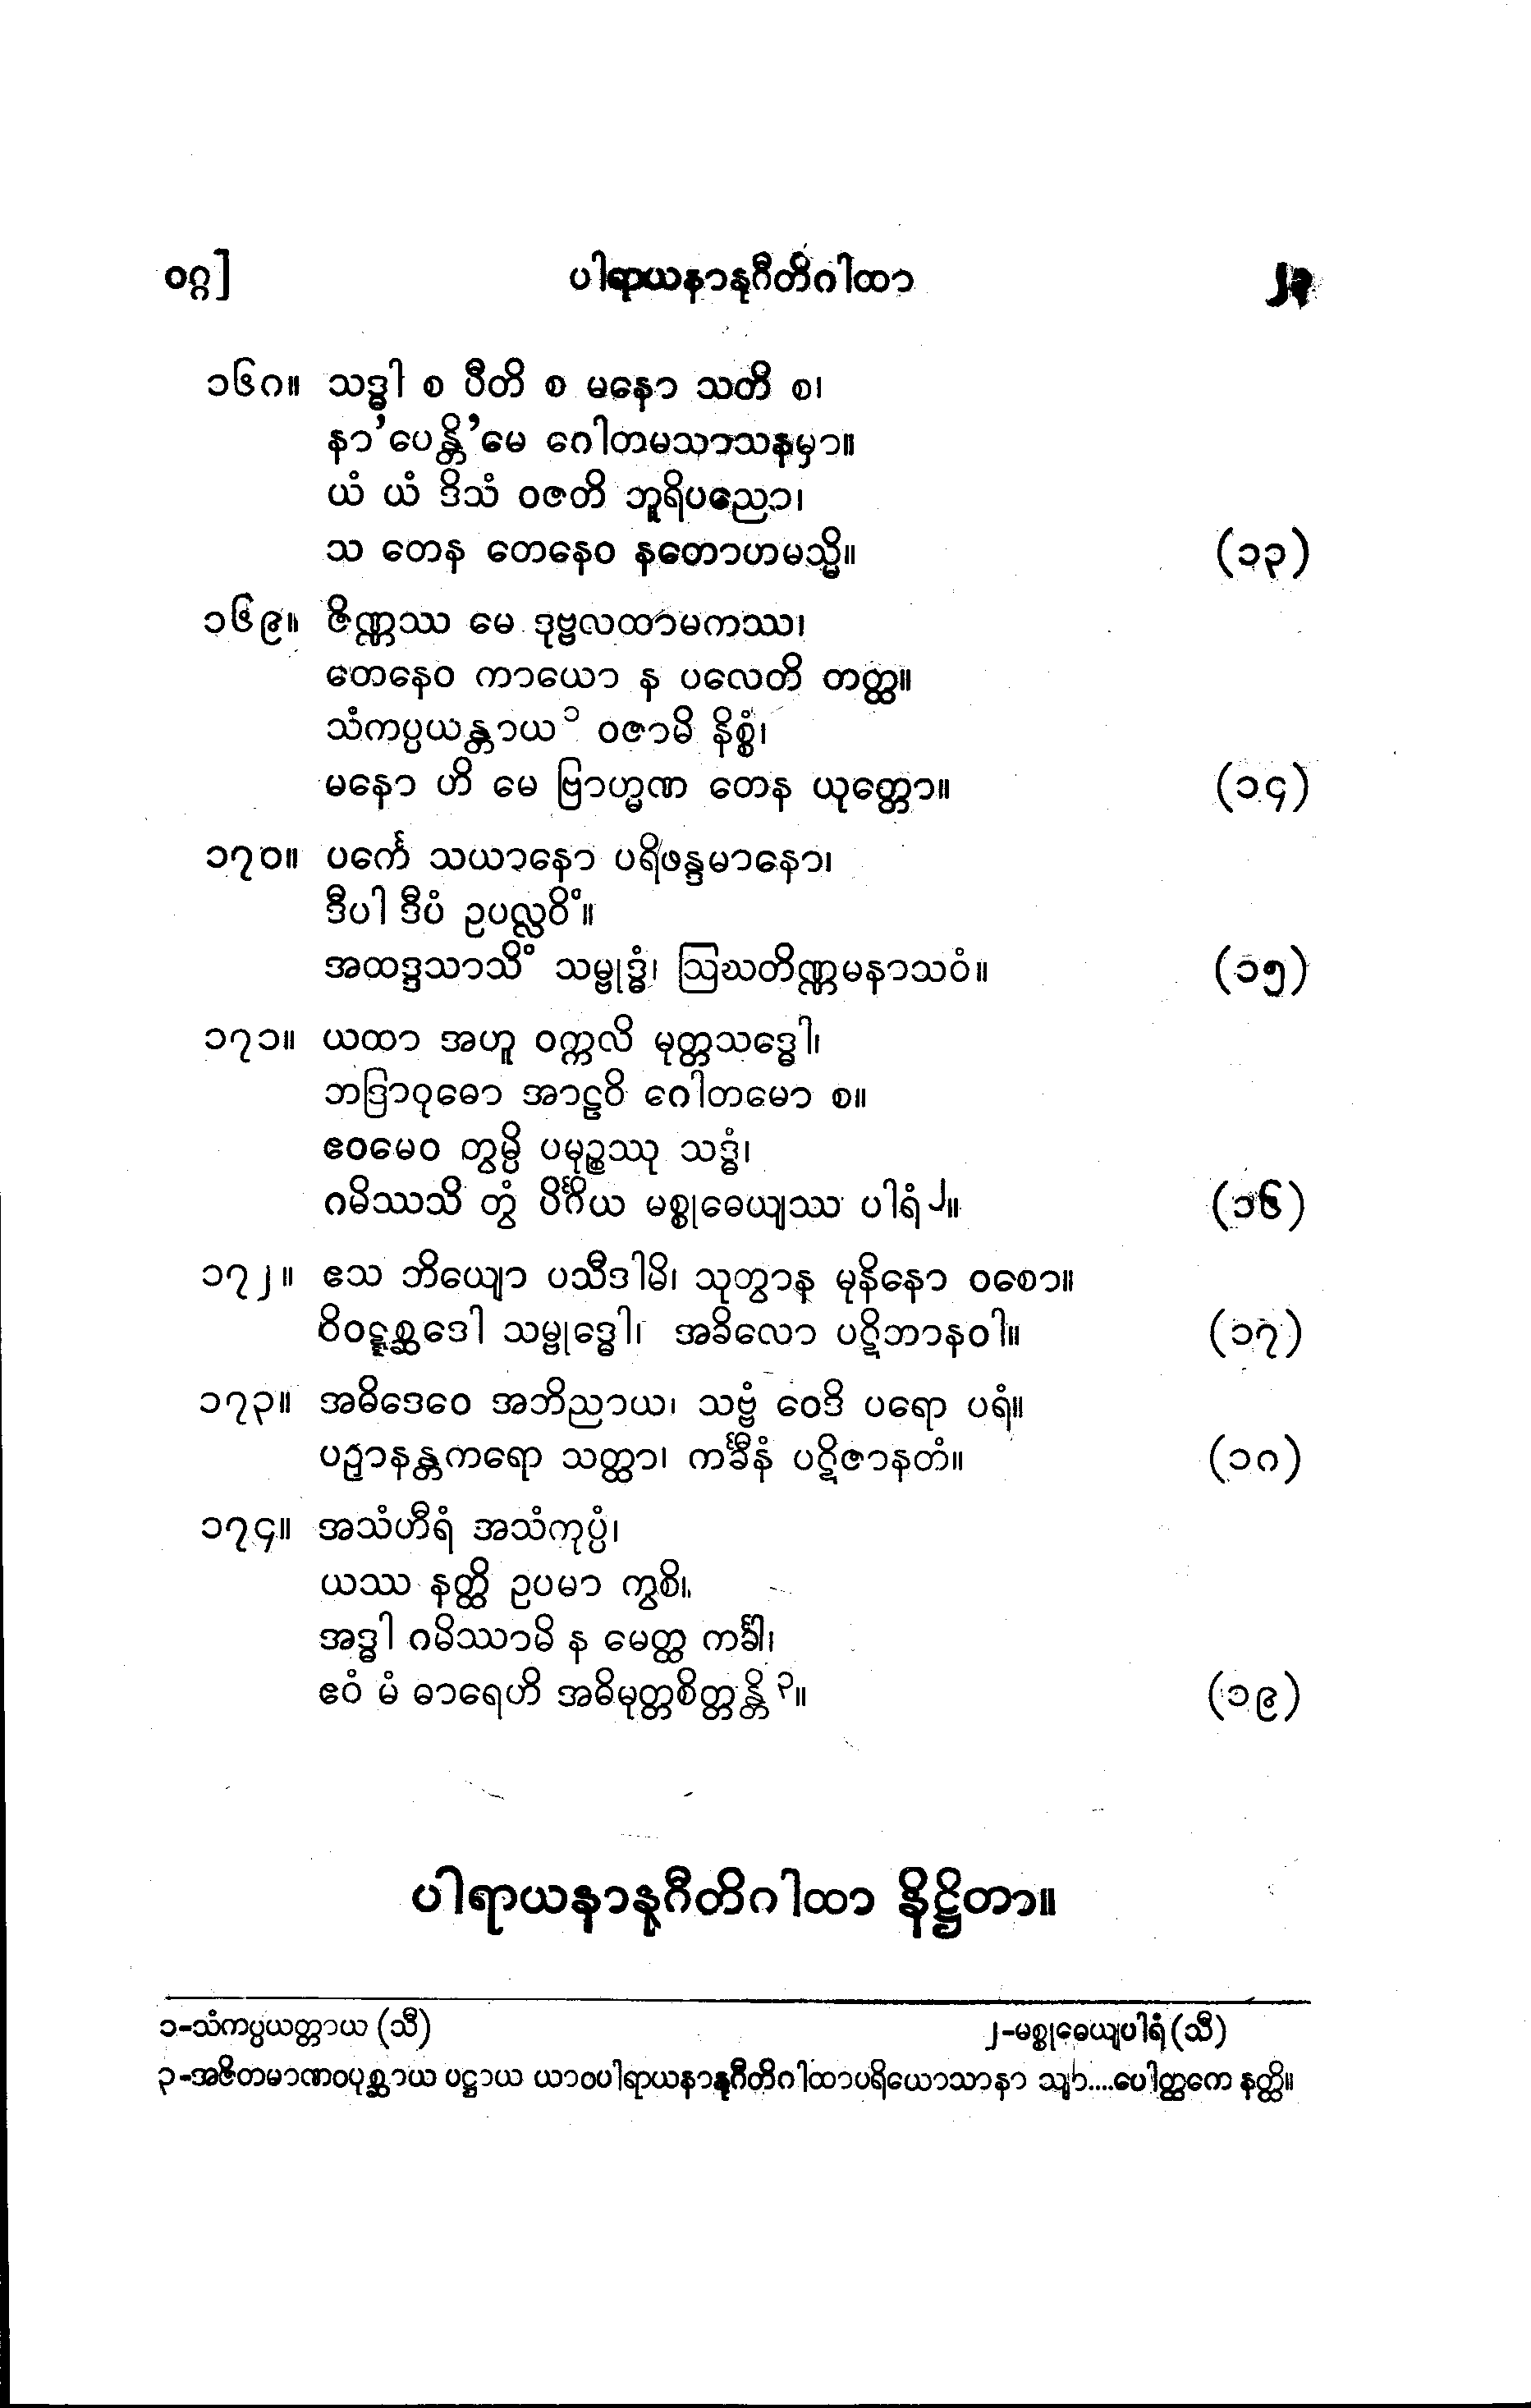 ဝဂ္ဂ] ပါရာယနာနုဂီတိဂါထာ ၂၃
၁၆၈။ သဒ္ဓါ စ ပီတိ စ မနော သတိ စ၊
နာ’ပေန္တိ’မေ ဂေါတမသာသနမှာ။
ယံ ယံ ဒိသံ ဝဇတိ ဘူရိပညော၊
သ တေန တေနေဝ နတောဟမသ္မိ။ (၁၃)
၁၆၉။ ဇိဏ္ဏဿ မေ ဒုဗ္ဗလထာမကဿ၊
တေနေဝ ကာယော န ပလေတိ တတ္ထ။
သံကပ္ပယန္တာယ ၁ ဝဇာမိ နိစ္စံ၊
မနော ဟိ မေ ဗြာဟ္မဏ တေန ယုတ္တော။ (၁၄)
၁၇၀။ ပင်္ကေ သယာနော ပရိဖန္ဒမာနော၊
ဒီပါ ဒီပံ ဥပလ္လဝိံ။
အထဒ္ဒသာသိံ သမ္ဗုဒ္ဓံ၊ ဩဃတိဏ္ဏမနာသဝံ။ (၁၅)
၁၇၁။ ယထာ အဟူ ဝက္ကလိ မုတ္တသဒ္ဓေါ၊
ဘဒြာဝုဓော အာဠဝိ ဂေါတမော စ။
ဧဝမေဝ တွမ္ပိ ပမုဉ္စဿု သဒ္ဓံ၊
ဂမိဿသိ တွံ ပိင်္ဂိယ မစ္စုဓေယျဿ ပါရံ ၂။ (၁၆)
၁၇၂။ ဧသ ဘိယျော ပသီဒါမိ၊ သုတွာန မုနိနော ဝစော။
ဝိဝဋ္ဋစ္ဆဒေါ သမ္ဗုဒ္ဓေါ၊ အခိလော ပဋိဘာနဝါ။ (၁၇)
၁၇၃။ အဓိဒေဝေ အဘိညာယ၊ သဗ္ဗံ ဝေဒိ ပရော ပရံ။
ပဉှာနန္တကရော သတ္ထာ၊ ကင်္ခီနံ ပဋိဇာနတံ။ (၁၈)
၁၇၄။ အသံဟီရံ အသံကုပ္ပံ၊
ယဿ နတ္ထိ ဥပမာ ကွစိ။
အဒ္ဓါ ဂမိဿာမိ န မေတ္ထ ကင်္ခါ၊
ဧဝံ မံ ဓာရေဟိ အဓိမုတ္တစိတ္တန္တိ ၃။ (၁၉)
ပါရာယနာနုဂီတိဂါထာ နိဋ္ဌိတာ။
၁-သံကပ္ပယတ္တာယ (သီ) ၂-မစ္စုဓေယျပါရံ (သီ)
၃-အဇိတမာဏဝပုစ္ဆာယ ပဋ္ဌာယ ယာဝပါရာယနာနုဂီတိဂါထာပရိယောသာနာ သျာ....ပေါတ္ထကေ နတ္ထိ။